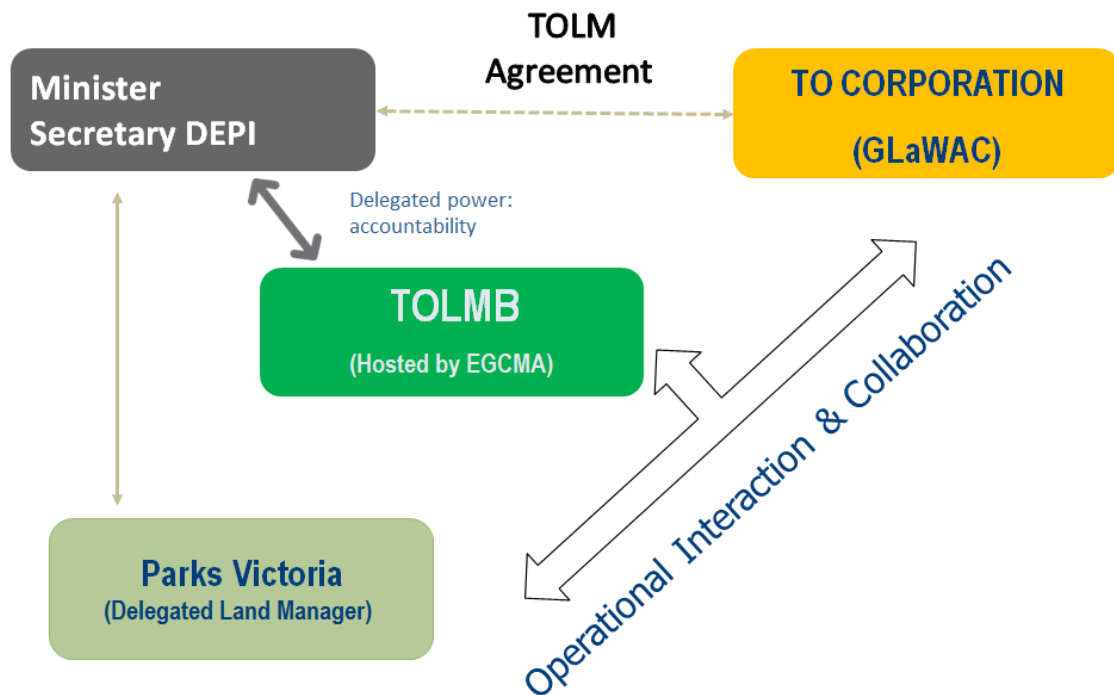 TOLM
Agreement
Minister
Secretary DEPI
TO CORPORATION
(GLaWAC)
Delegated power:
accountability
TOLMB
(Hosted by EGCMA)
Operational Interaction & Collaboration
Parks Victoria
(Delegated Land Manager)